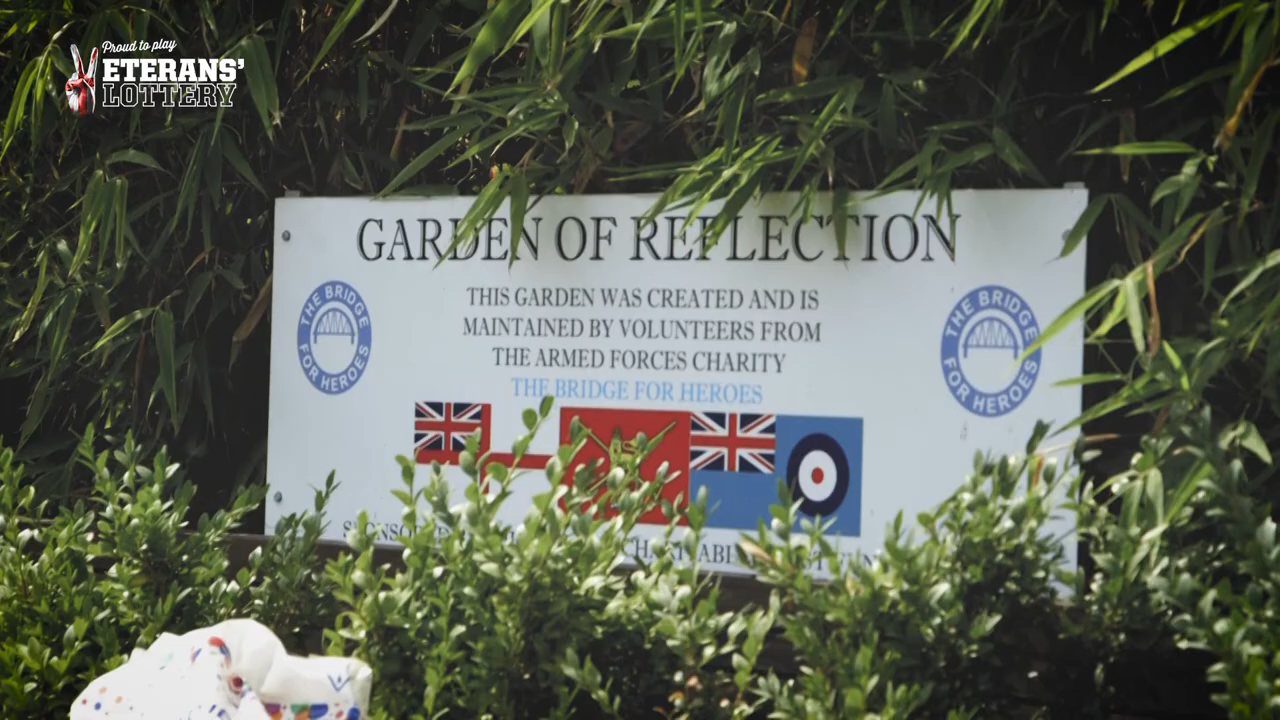 Proud to play
VETERANS'
LOTTERY
GARDEN OF REFLECTION
THIS GARDEN WAS CREATED AND IS
MAINTAINED BY VOLUNTEERS FROM
THE ARMED FORCES CHARITY
THE BRIDGE FOR HEROES
THE BRIDGE
FOR HEROES
THE BRIDGE
FOR HEROES